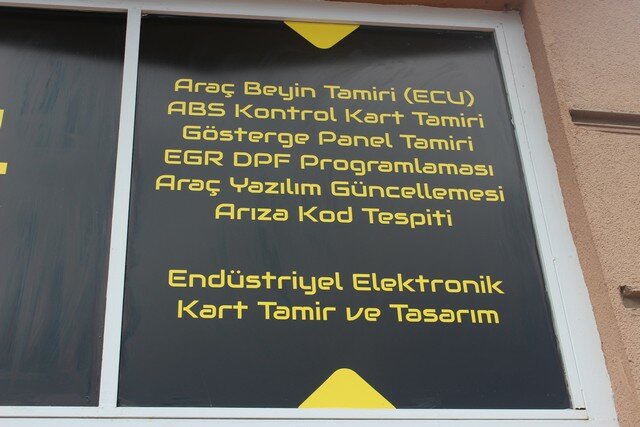 Araç Beyin Tamiri (ECU)
ABS Kontrol Kart Tamiri
Gösterge Panel Tamiri
EGR DPF Programlaması
Araç Yazılım Güncellemesi
Arıza Kod Tespiti
Endüstriyel Elektronik
Kart Tamir ve Tasarım